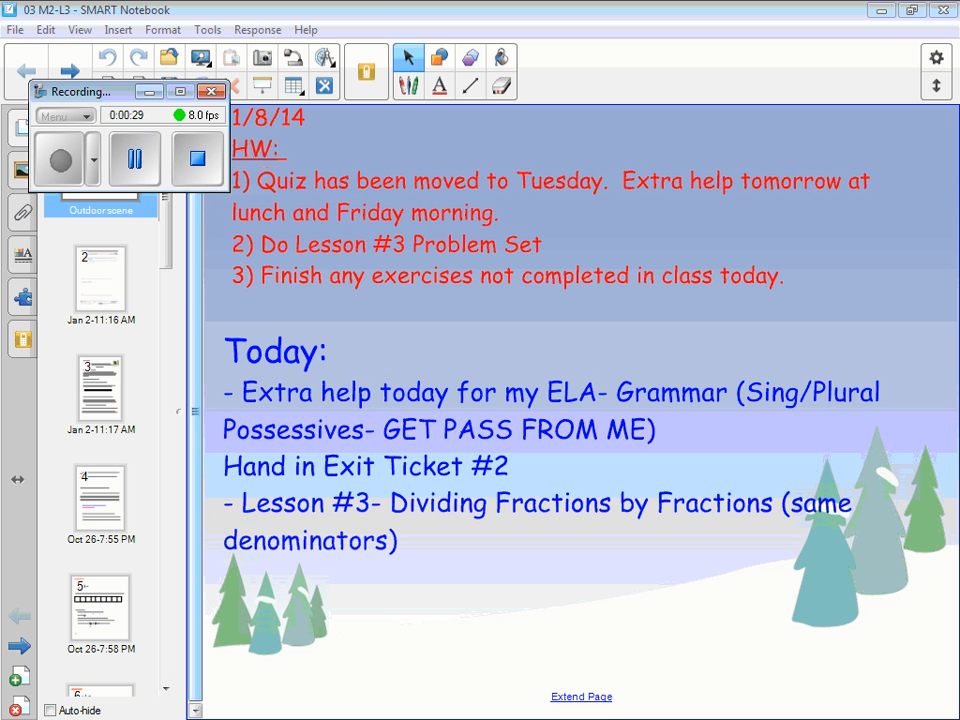 03 M2-L3 - SMART Notebook
File Edit View Insert Format Tools Response Help
Recording...
Menu 0:00:29 8.0 fps
1/8/14
HW:
1) Quiz has been moved to Tuesday. Extra help tomorrow at
lunch and Friday morning.
2) Do Lesson #3 Problem Set
3) Finish any exercises not completed in class today.
Today:
- Extra help today for my ELA- Grammar (Sing/Plural
Possessives- GET PASS FROM ME)
Hand in Exit Ticket #2
- Lesson #3- Dividing Fractions by Fractions (same
denominators)
Extend Page
Outdoor scene
2
Jan 2-11:16 AM
3
Jan 2-11:17 AM
4
Oct 26-7:55 PM
5
Oct 26-7:58 PM
6
Auto-hide